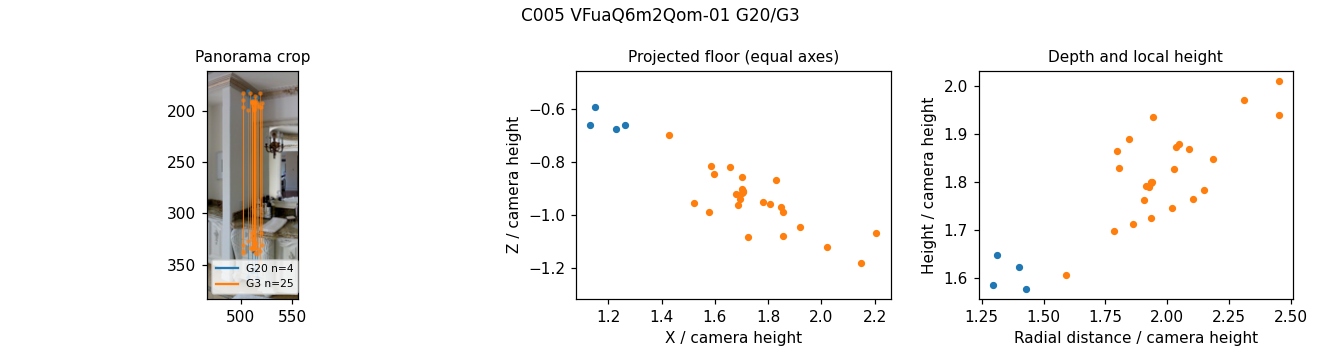 C005 VFuaQ6m2Qom-01 G20/G3
Panorama crop
200
250
300
350
500
550
G20 n=4
G3 n=25
Projected floor (equal axes)
Z / camera height
−0.6
−0.8
−1.0
−1.2
1.2
1.4
1.6
1.8
2.0
2.2
X / camera height
Depth and local height
Height / camera height
2.0
1.9
1.8
1.7
1.6
1.25
1.50
1.75
2.00
2.25
2.50
Radial distance / camera height